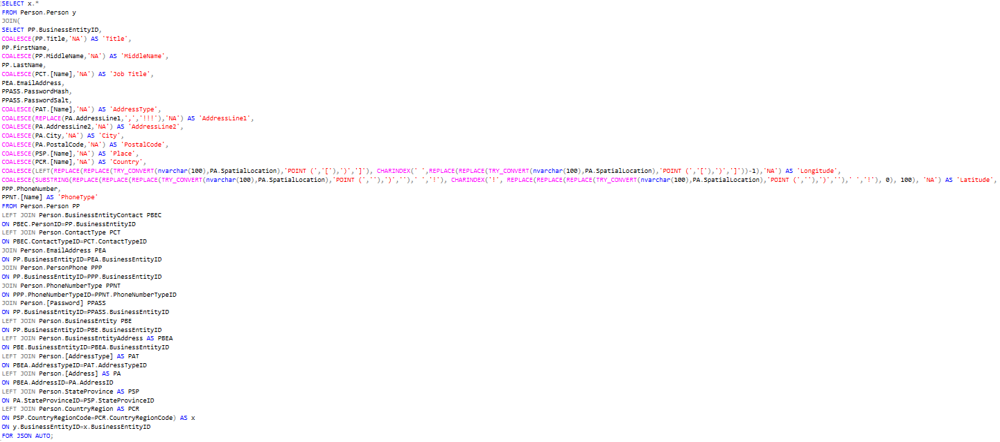 SELECT x.*
FROM Person.Person y
JOIN(
SELECT PP.BusinessEntityID,
COALESCE(PP.Title,'NA') AS 'Title',
PP.FirstName,
COALESCE(PP.MiddleName,'NA') AS 'MiddleName',
PP.LastName,
COALESCE(PCT.[Name],'NA') AS 'Job Title',
PEA.EmailAddress,
PPASS.PasswordHash,
PPASS.PasswordSalt,
COALESCE(PAT.[Name],'NA') AS 'AddressType',
COALESCE(REPLACE(PA.AddressLine1,',','!!!'),'NA') AS 'AddressLine1',
COALESCE(PA.AddressLine2,'NA') AS 'AddressLine2',
COALESCE(PA.City,'NA') AS 'City',
COALESCE(PA.PostalCode,'NA') AS 'PostalCode',
COALESCE(PSP.[Name],'NA') AS 'Place',
COALESCE(PCR.[Name],'NA') AS 'Country',
COALESCE(LEFT(REPLACE(REPLACE(TRY_CONVERT(nvarchar(100),PA.SpatialLocation),'POINT (','['),')',']'), CHARINDEX(' ',REPLACE(REPLACE(TRY_CONVERT(nvarchar(100),PA.SpatialLocation),'POINT (','['),')',']'))-1),'NA') AS 'Longitude',
COALESCE(SUBSTRING(REPLACE(REPLACE(REPLACE(TRY_CONVERT(nvarchar(100),PA.SpatialLocation),'POINT (',''),')',''),' ','!'), CHARINDEX('!', REPLACE(REPLACE(REPLACE(TRY_CONVERT(nvarchar(100),PA.SpatialLocation),'POINT (',''),')',''),' ','!'), 0), 100), 'NA') AS 'Latitude',
PPP.PhoneNumber,
PPNT.[Name] AS 'PhoneType'
FROM Person.Person PP
LEFT JOIN Person.BusinessEntityContact PBEC
ON PBEC.PersonID=PP.BusinessEntityID
LEFT JOIN Person.ContactType PCT
ON PBEC.ContactTypeID=PCT.ContactTypeID
JOIN Person.EmailAddress PEA
ON PP.BusinessEntityID=PEA.BusinessEntityID
JOIN Person.PersonPhone PPP
ON PP.BusinessEntityID=PPP.BusinessEntityID
JOIN Person.PhoneNumberType PPNT
ON PPP.PhoneNumberTypeID=PPNT.PhoneNumberTypeID
JOIN Person.[Password] PPASS
ON PP.BusinessEntityID=PPASS.BusinessEntityID
LEFT JOIN Person.BusinessEntity PBE
ON PP.BusinessEntityID=PBE.BusinessEntityID
LEFT JOIN Person.BusinessEntityAddress AS PBEA
ON PBE.BusinessEntityID=PBEA.BusinessEntityID
LEFT JOIN Person.[AddressType] AS PAT
ON PBEA.AddressTypeID=PAT.AddressTypeID
LEFT JOIN Person.[Address] AS PA
ON PBEA.AddressID=PA.AddressID
LEFT JOIN Person.StateProvince AS PSP
ON PA.StateProvinceID=PSP.StateProvinceID
LEFT JOIN Person.CountryRegion AS PCR
ON PSP.CountryRegionCode=PCR.CountryRegionCode) AS x
ON y.BusinessEntityID=x.BusinessEntityID
FOR JSON AUTO;